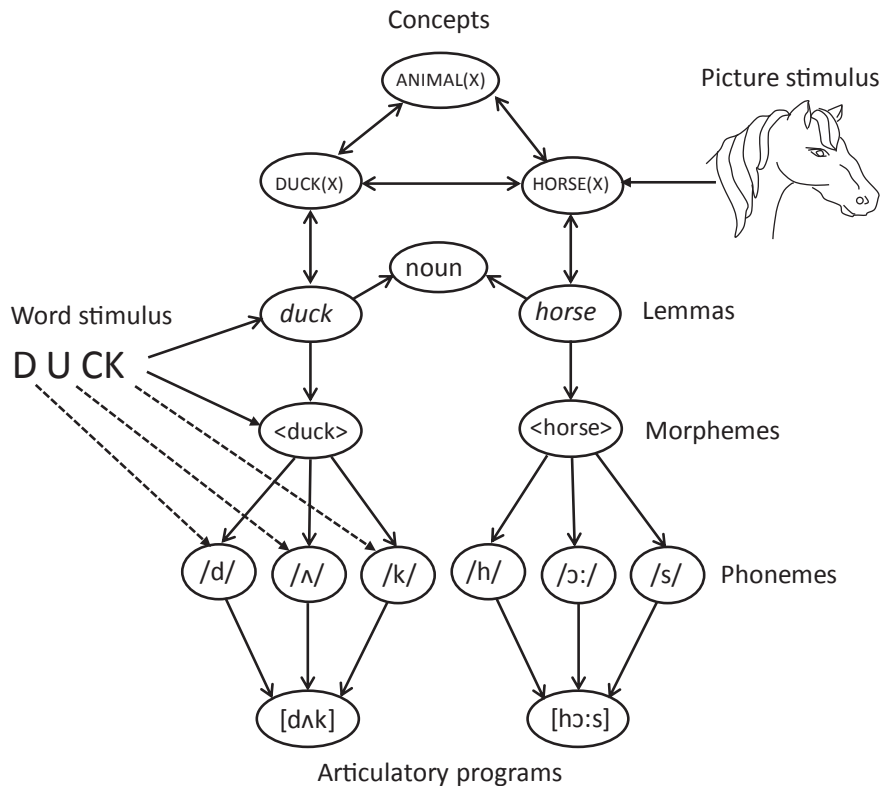 Concepts
ANIMAL(X)
Picture stimulus
DUCK(X)
HORSE(X)
noun
Word stimulus
duck
horse
Lemmas
D U CK
<duck>
<horse>
Morphemes
/d/
/ʌ/
/k/
/h/
/ɔ:/
/s/
Phonemes
[dʌk]
[hɔ:s]
Articulatory programs